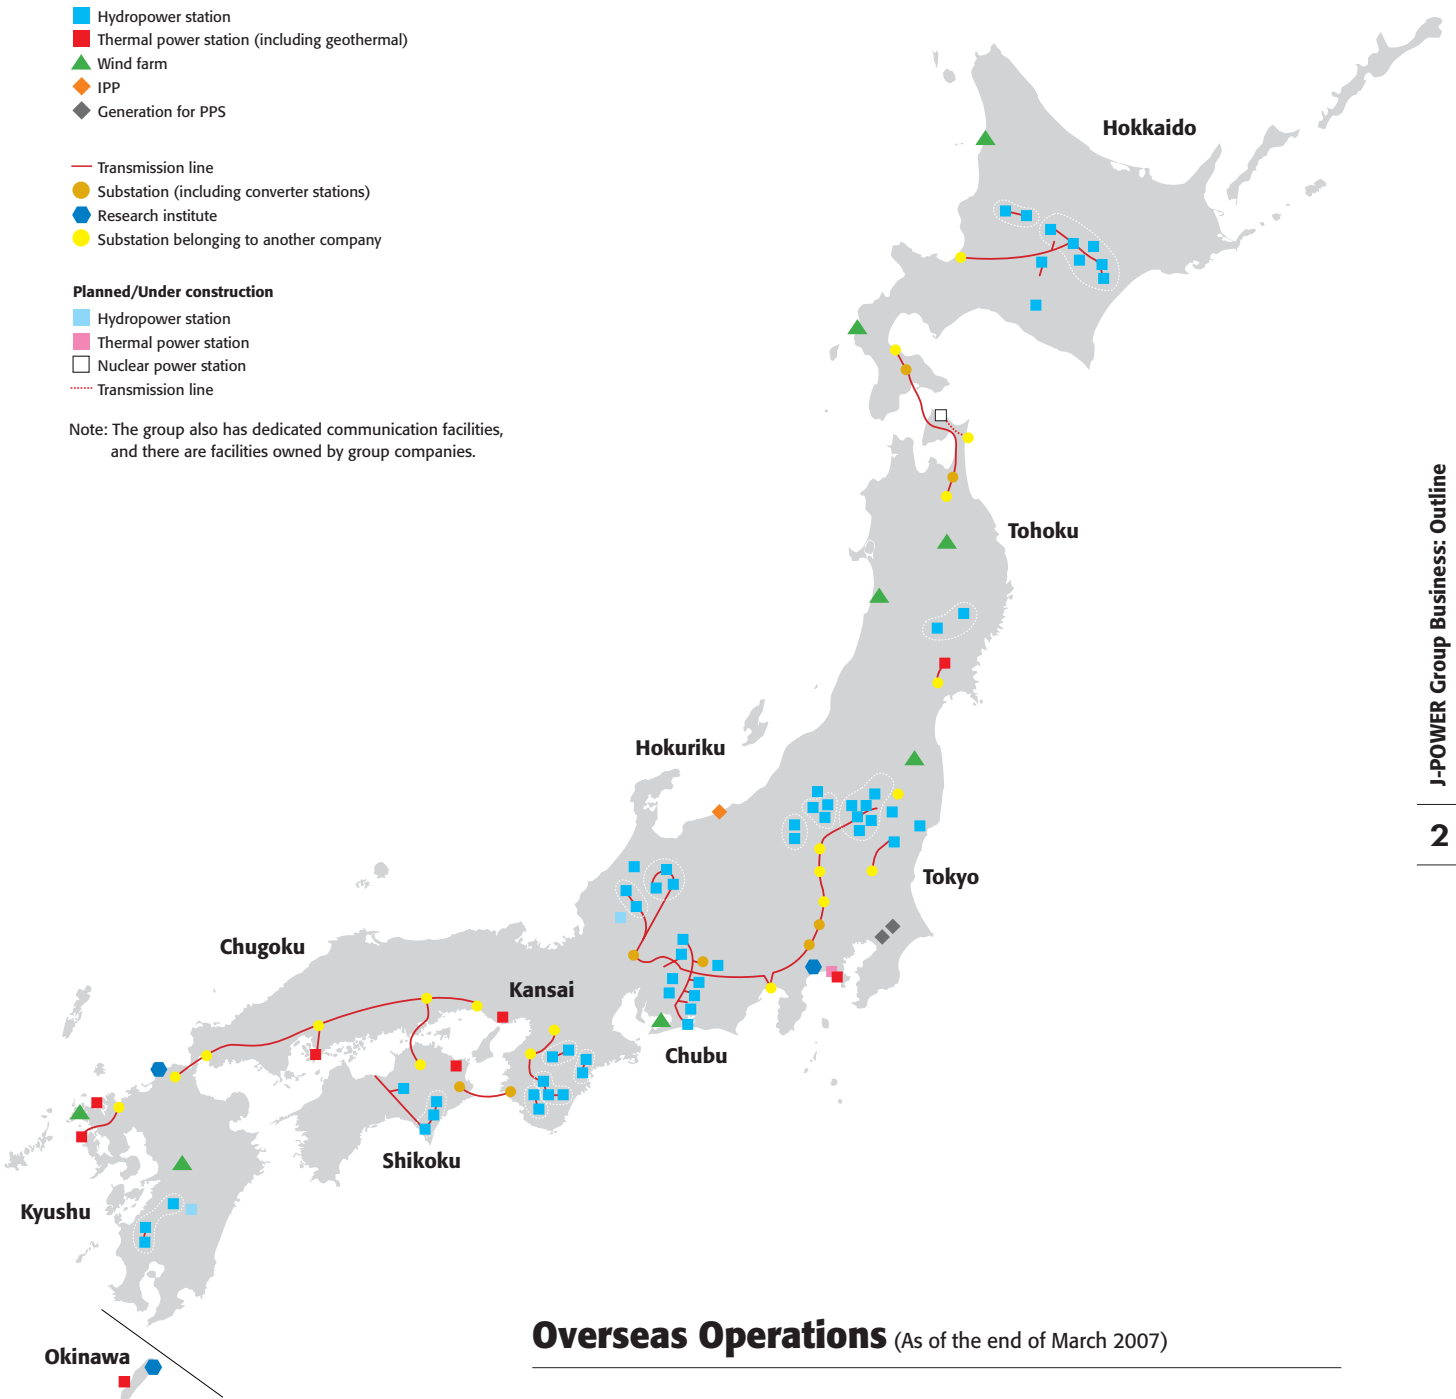 Hydropower station
Thermal power station (including geothermal)
Wind farm
IPP
Generation for PPS
Transmission line
Substation (including converter stations)
Research institute
Substation belonging to another company
Planned/Under construction
Hydropower station
Thermal power station
Nuclear power station
Transmission line
Note: The group also has dedicated communication facilities,
and there are facilities owned by group companies.
Hokkaido
Tohoku
Hokuriku
Tokyo
Chugoku
Kansai
Chubu
Shikoku
Kyushu
Okinawa
J-POWER Group Business: Outline
2
Overseas Operations (As of the end of March 2007)